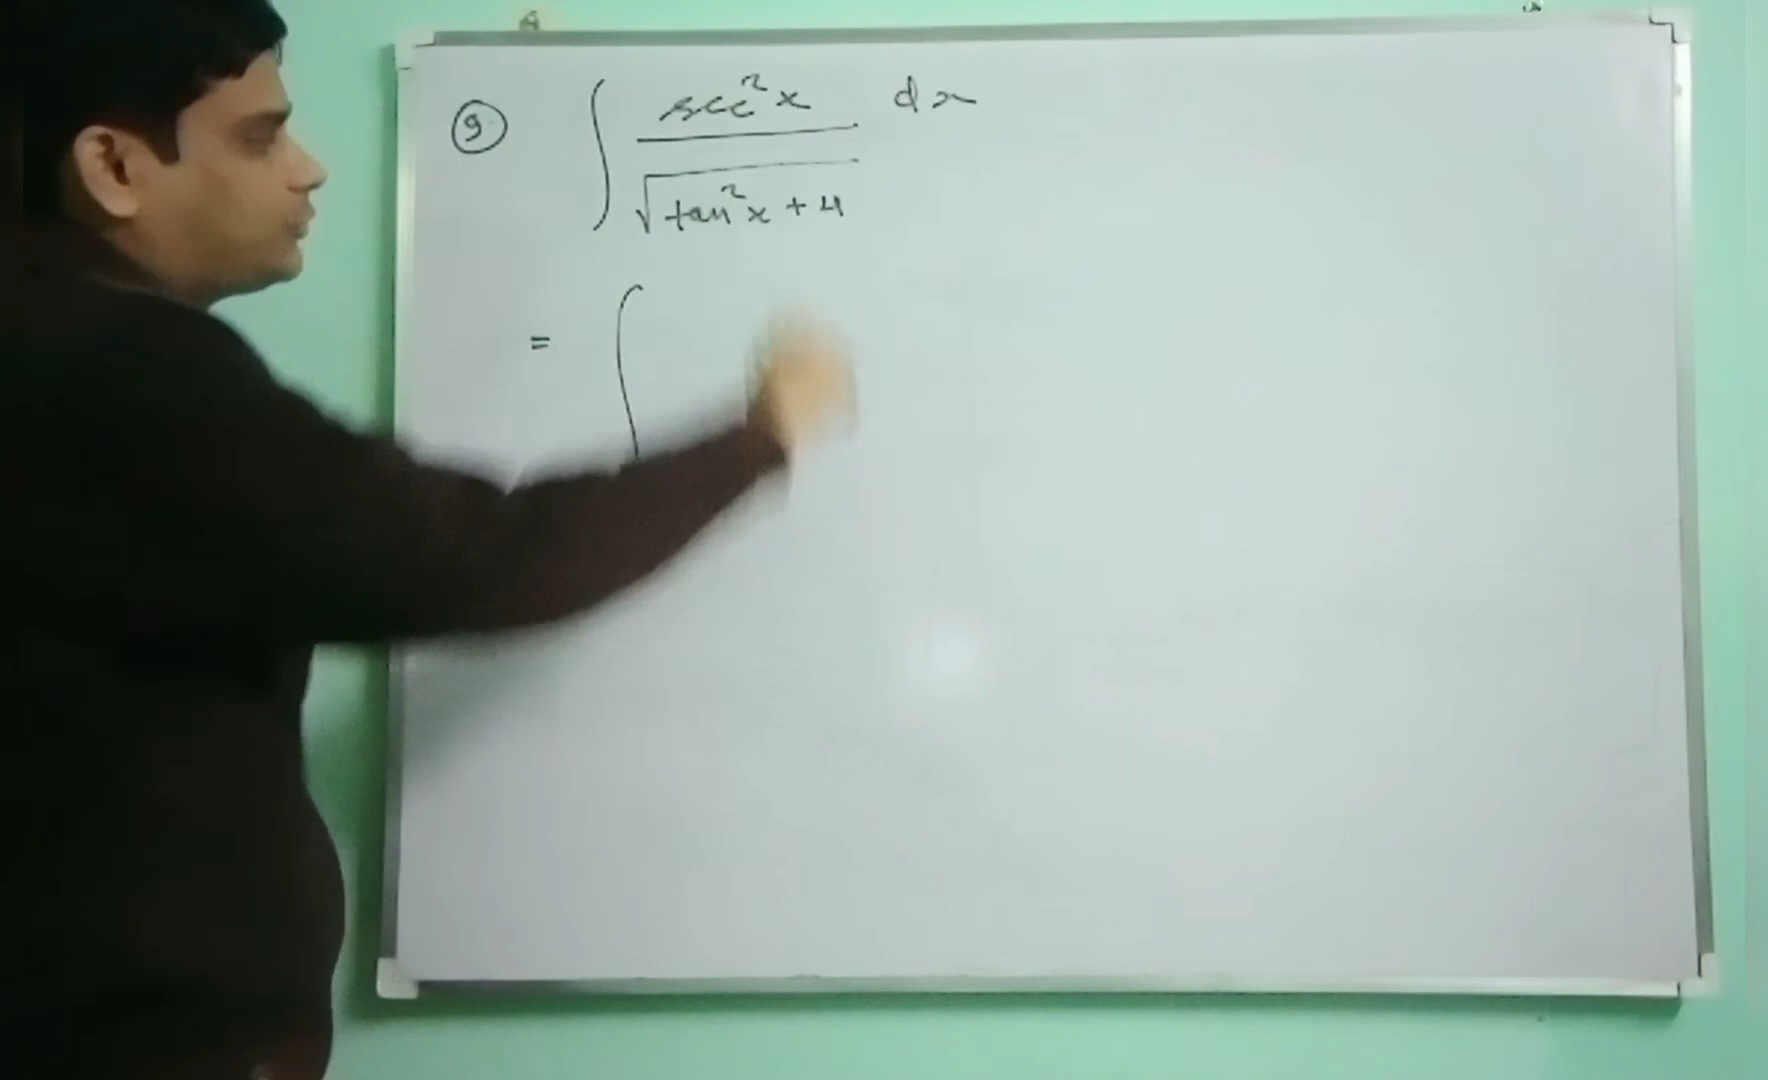 ⑨ ∫ sec²x / √(tan²x + 4) dx
= ∫